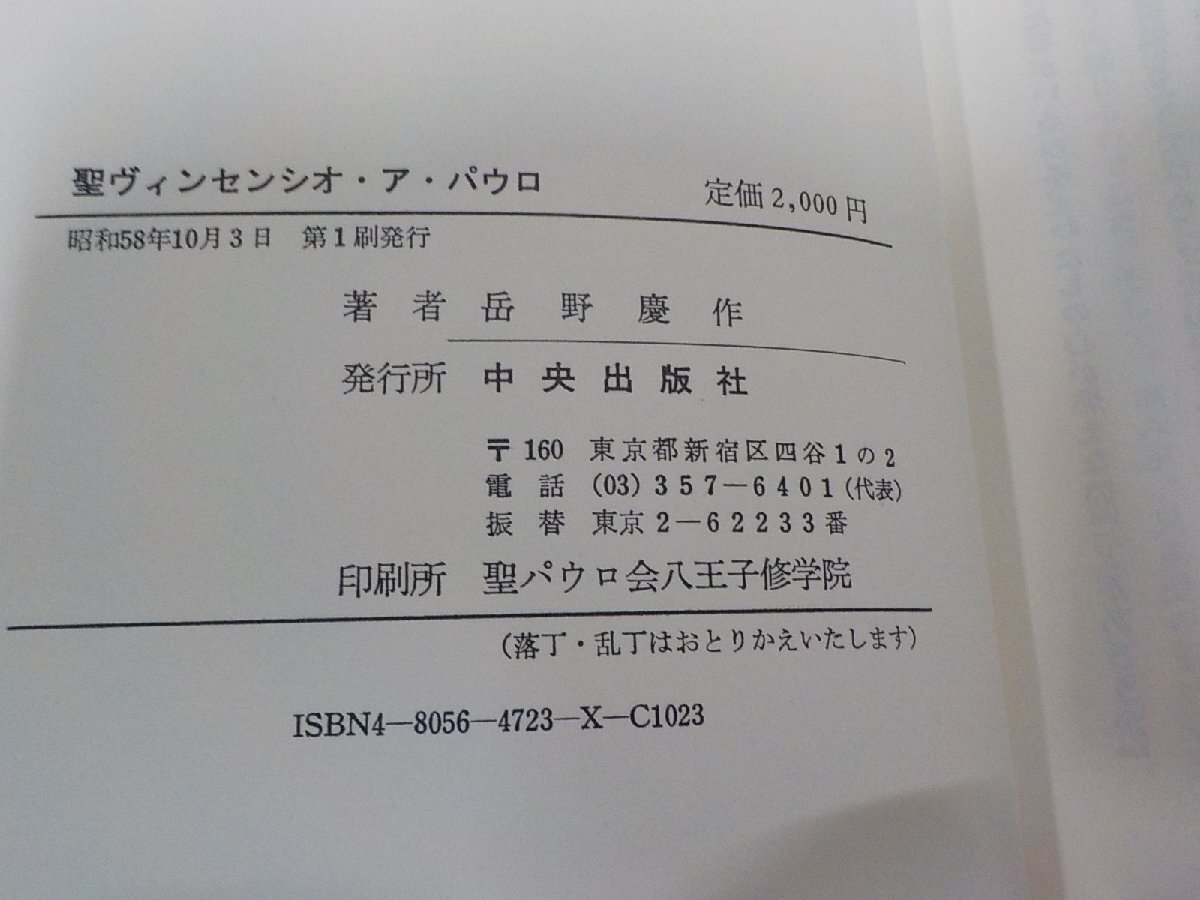 聖ヴィンセンシオ・ア・パウロ 定価2,000円
昭和58年10月3日 第1刷発行
著者 岳野慶作
発行所 中央出版社
〒160 東京都新宿区四谷1の2
電話 (03)357－6401(代表)
振替 東京2－62233番
印刷所 聖パウロ会八王子修学院
(落丁・乱丁はおとりかえいたします)
ISBN4－8056－4723－X－C1023